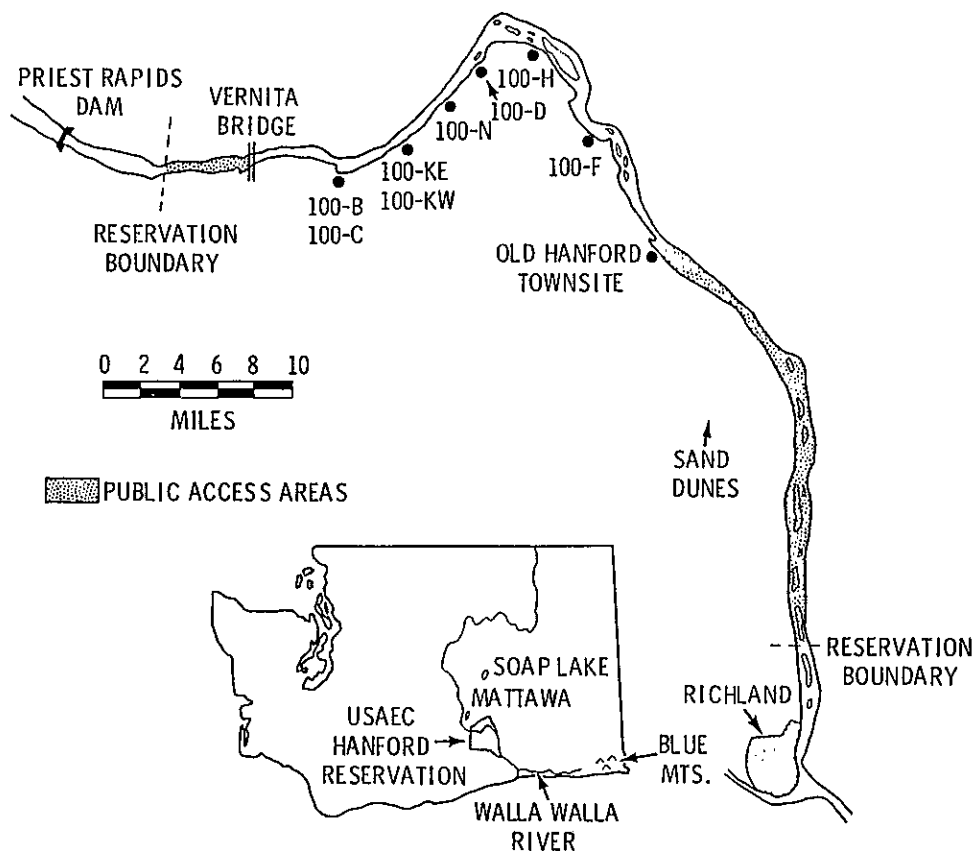 PRIEST RAPIDS
DAM
VERNITA
BRIDGE
100-H
100-D
100-N
100-F
100-KE
100-KW
100-B
100-C
RESERVATION
BOUNDARY
OLD HANFORD
TOWNSITE
0 2 4 6 8 10
MILES
SAND
DUNES
PUBLIC ACCESS AREAS
RESERVATION
BOUNDARY
SOAP LAKE
MATTAWA
RICHLAND
USAEC
HANFORD
RESERVATION
BLUE
MTS.
WALLA WALLA
RIVER